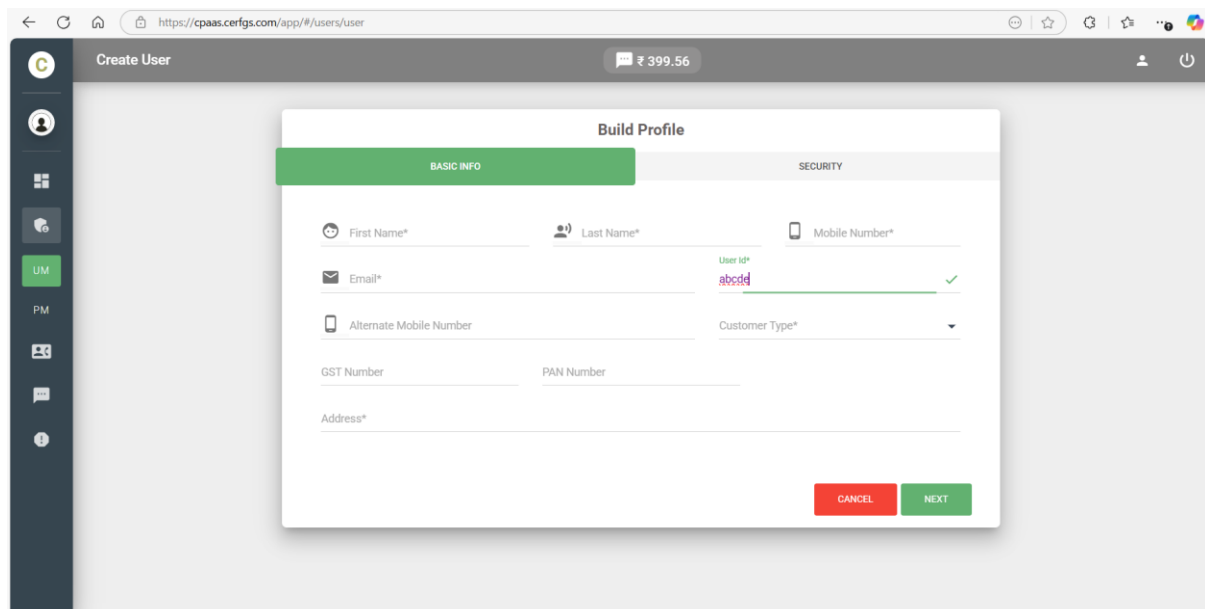 https://cpaas.cerfgs.com/app/#/users/user
C
Create User
₹ 399.56
Build Profile
BASIC INFO
SECURITY
First Name*
Last Name*
Mobile Number*
User Id*
Email*
abcde
UM
PM
Alternate Mobile Number
Customer Type*
GST Number
PAN Number
Address*
CANCEL
NEXT